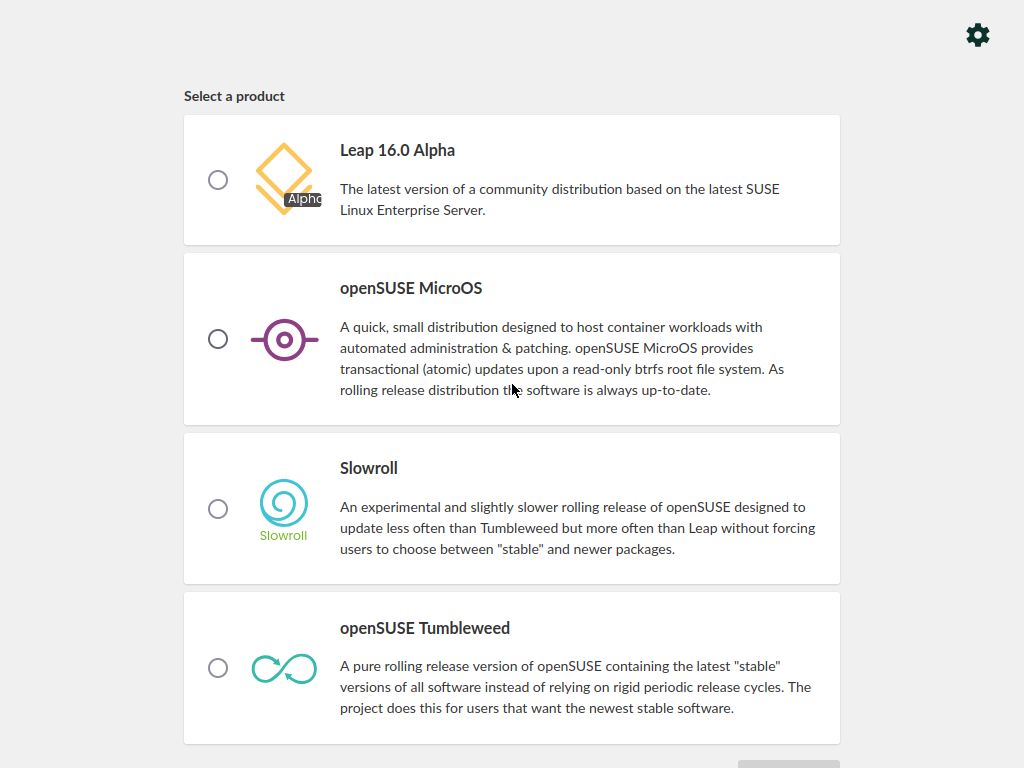 Select a product
Leap 16.0 Alpha
The latest version of a community distribution based on the latest SUSE
Linux Enterprise Server.
openSUSE MicroOS
A quick, small distribution designed to host container workloads with
automated administration & patching. openSUSE MicroOS provides
transactional (atomic) updates upon a read-only btrfs root file system. As
rolling release distribution the software is always up-to-date.
Slowroll
An experimental and slightly slower rolling release of openSUSE designed to
update less often than Tumbleweed but more often than Leap without forcing
users to choose between "stable" and newer packages.
Slowroll
openSUSE Tumbleweed
A pure rolling release version of openSUSE containing the latest "stable"
versions of all software instead of relying on rigid periodic release cycles. The
project does this for users that want the newest stable software.